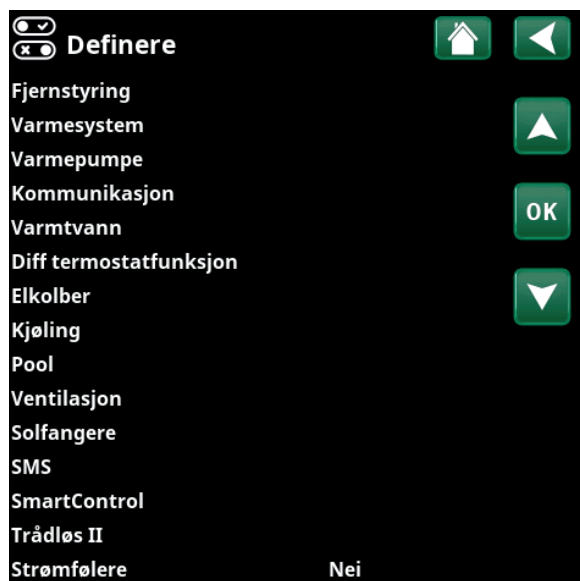 Definere
Fjernstyring
Varmesystem
Varmepumpe
Kommunikasjon
Varmtvann
OK
Diff termostatfunksjon
Elkolber
Kjøling
Pool
Ventilasjon
Solfangere
SMS
SmartControl
Trådløs II
Strømfølere Nei